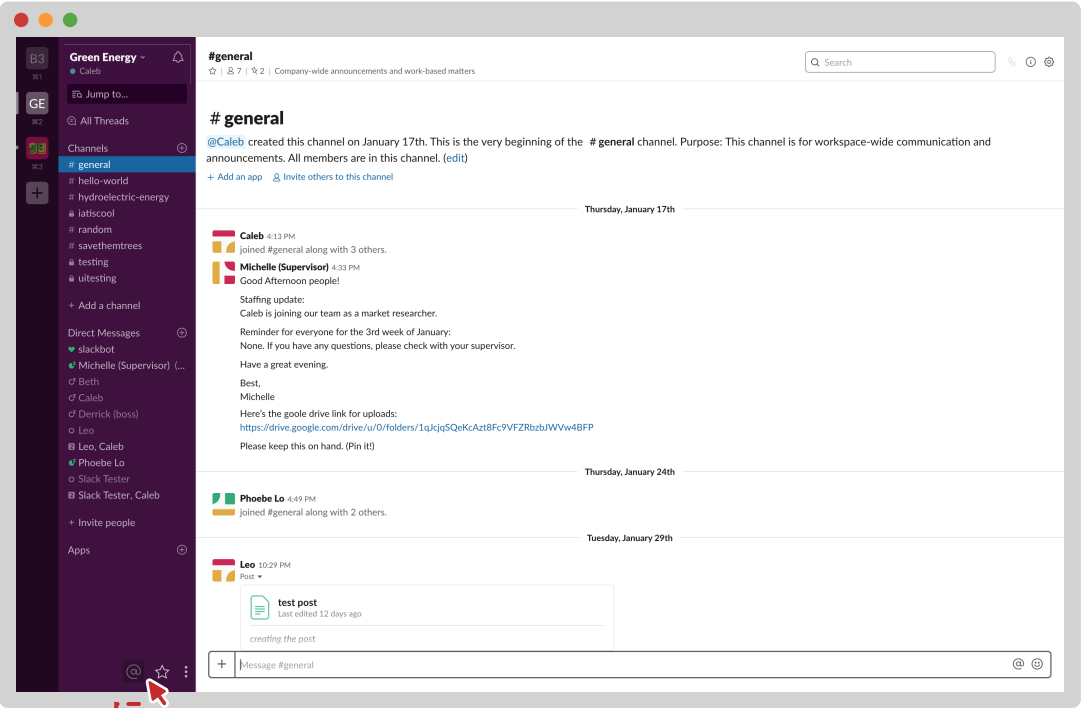 B3
⌘1
GE
⌘2
⌘3
+
Green Energy
Caleb
Jump to...
All Threads
Channels
# general
# hello-world
# hydroelectric-energy
iatiscool
# random
# savethemtrees
testing
uitesting
+ Add a channel
Direct Messages
slackbot
Michelle (Supervisor) (...
Beth
Caleb
Derrick (boss)
Leo
2 Leo, Caleb
Phoebe Lo
Slack Tester
2 Slack Tester, Caleb
+ Invite people
Apps
@
#general
7 | 2 | Company-wide announcements and work-based matters
Search
# general
@Caleb created this channel on January 17th. This is the very beginning of the # general channel. Purpose: This channel is for workspace-wide communication and
announcements. All members are in this channel. (edit)
+ Add an app Invite others to this channel
Thursday, January 17th
Caleb 4:13 PM
joined #general along with 3 others.
Michelle (Supervisor) 4:33 PM
Good Afternoon people!
Staffing update:
Caleb is joining our team as a market researcher.
Reminder for everyone for the 3rd week of January:
None. If you have any questions, please check with your supervisor.
Have a great evening.
Best,
Michelle
Here's the goole drive link for uploads:
https://drive.google.com/drive/u/0/folders/1qJcjqSQeKcAzt8Fc9VFZRbzbJWVw4BFP
Please keep this on hand. (Pin it!)
Thursday, January 24th
Phoebe Lo 4:49 PM
joined #general along with 2 others.
Tuesday, January 29th
Leo 10:29 PM
Post
test post
Last edited 12 days ago
creating the post
+ Message #general @